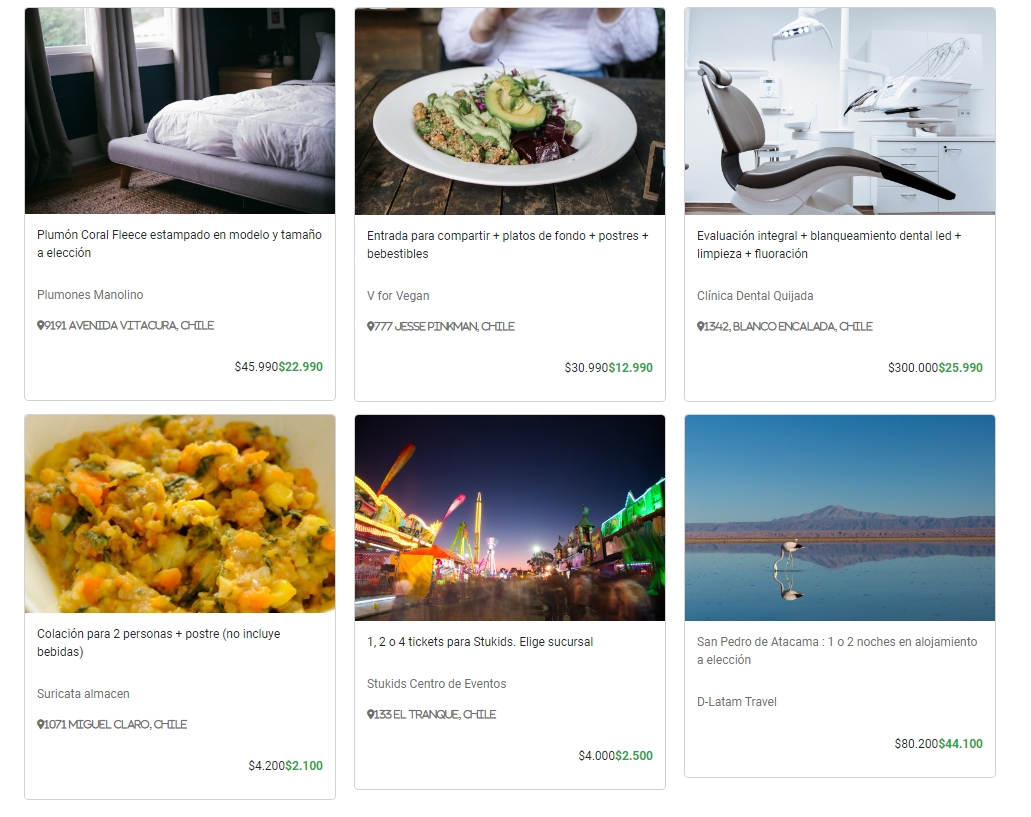 Plumón Coral Fleece estampado en modelo y tamaño
a elección
Plumones Manolino
9191 AVENIDA VITACURA, CHILE
$45.990$22.990
Entrada para compartir + platos de fondo + postres +
bebestibles
V for Vegan
777 JESSE PINKMAN, CHILE
$30.990$12.990
Evaluación integral + blanqueamiento dental led +
limpieza + fluoración
Clínica Dental Quijada
1342, BLANCO ENCALADA, CHILE
$300.000$25.990
Colación para 2 personas + postre (no incluye
bebidas)
Suricata almacen
1071 MIGUEL CLARO, CHILE
$4.200$2.100
1, 2 o 4 tickets para Stukids. Elige sucursal
Stukids Centro de Eventos
133 EL TRANQUE, CHILE
$4.000$2.500
San Pedro de Atacama : 1 o 2 noches en alojamiento
a elección
D-Latam Travel
$80.200$44.100